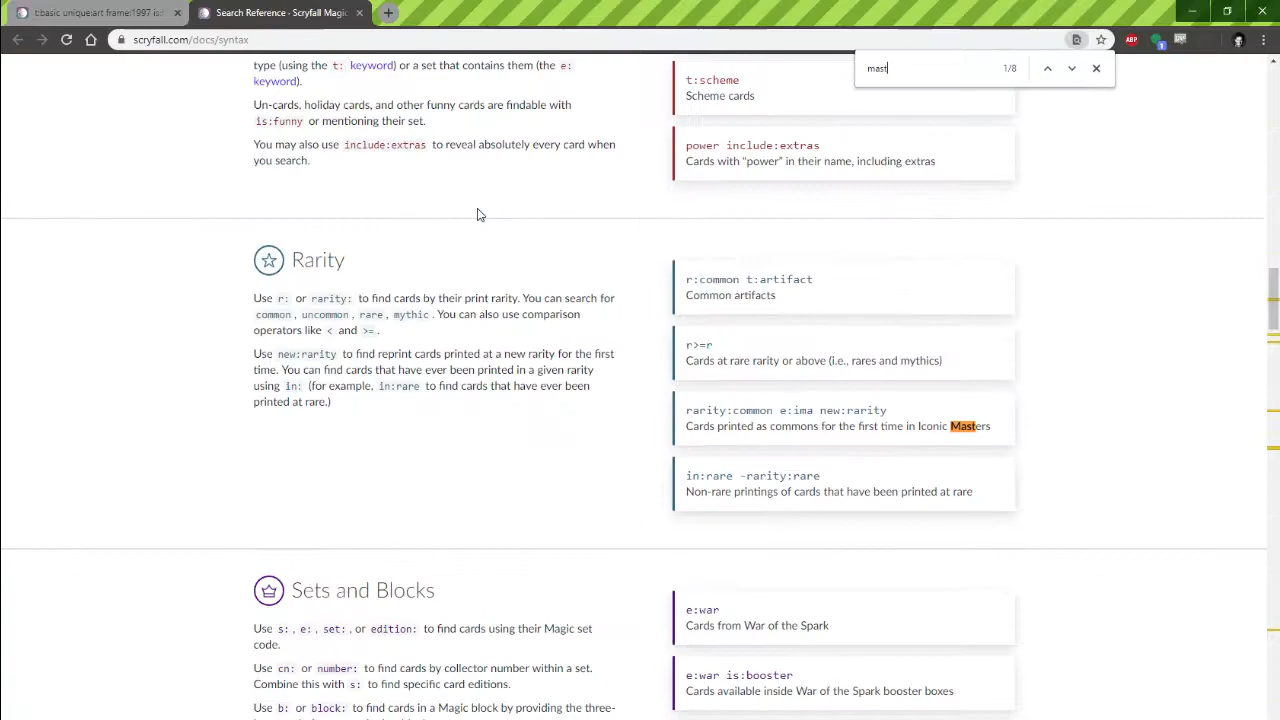 t:basic unique:art frame:1997 is:f
Search Reference - Scryfall Magic
scryfall.com/docs/syntax
ABP
1
mast
1/8
type (using the t: keyword) or a set that contains them (the e:
keyword).
Un-cards, holiday cards, and other funny cards are findable with
is:funny or mentioning their set.
You may also use include:extras to reveal absolutely every card when
you search.
t:scheme
Scheme cards
power include:extras
Cards with “power” in their name, including extras
Rarity
Use r: or rarity: to find cards by their print rarity. You can search for
common, uncommon, rare, mythic. You can also use comparison
operators like < and >=.
Use new:rarity to find reprint cards printed at a new rarity for the first
time. You can find cards that have ever been printed in a given rarity
using in: (for example, in:rare to find cards that have ever been
printed at rare.)
r:common t:artifact
Common artifacts
r>=r
Cards at rare rarity or above (i.e., rares and mythics)
rarity:common e:ima new:rarity
Cards printed as commons for the first time in Iconic Masters
in:rare -rarity:rare
Non-rare printings of cards that have been printed at rare
Sets and Blocks
Use s:, e:, set:, or edition: to find cards using their Magic set
code.
Use cn: or number: to find cards by collector number within a set.
Combine this with s: to find specific card editions.
Use b: or block: to find cards in a Magic block by providing the three-
e:war
Cards from War of the Spark
e:war is:booster
Cards available inside War of the Spark booster boxes